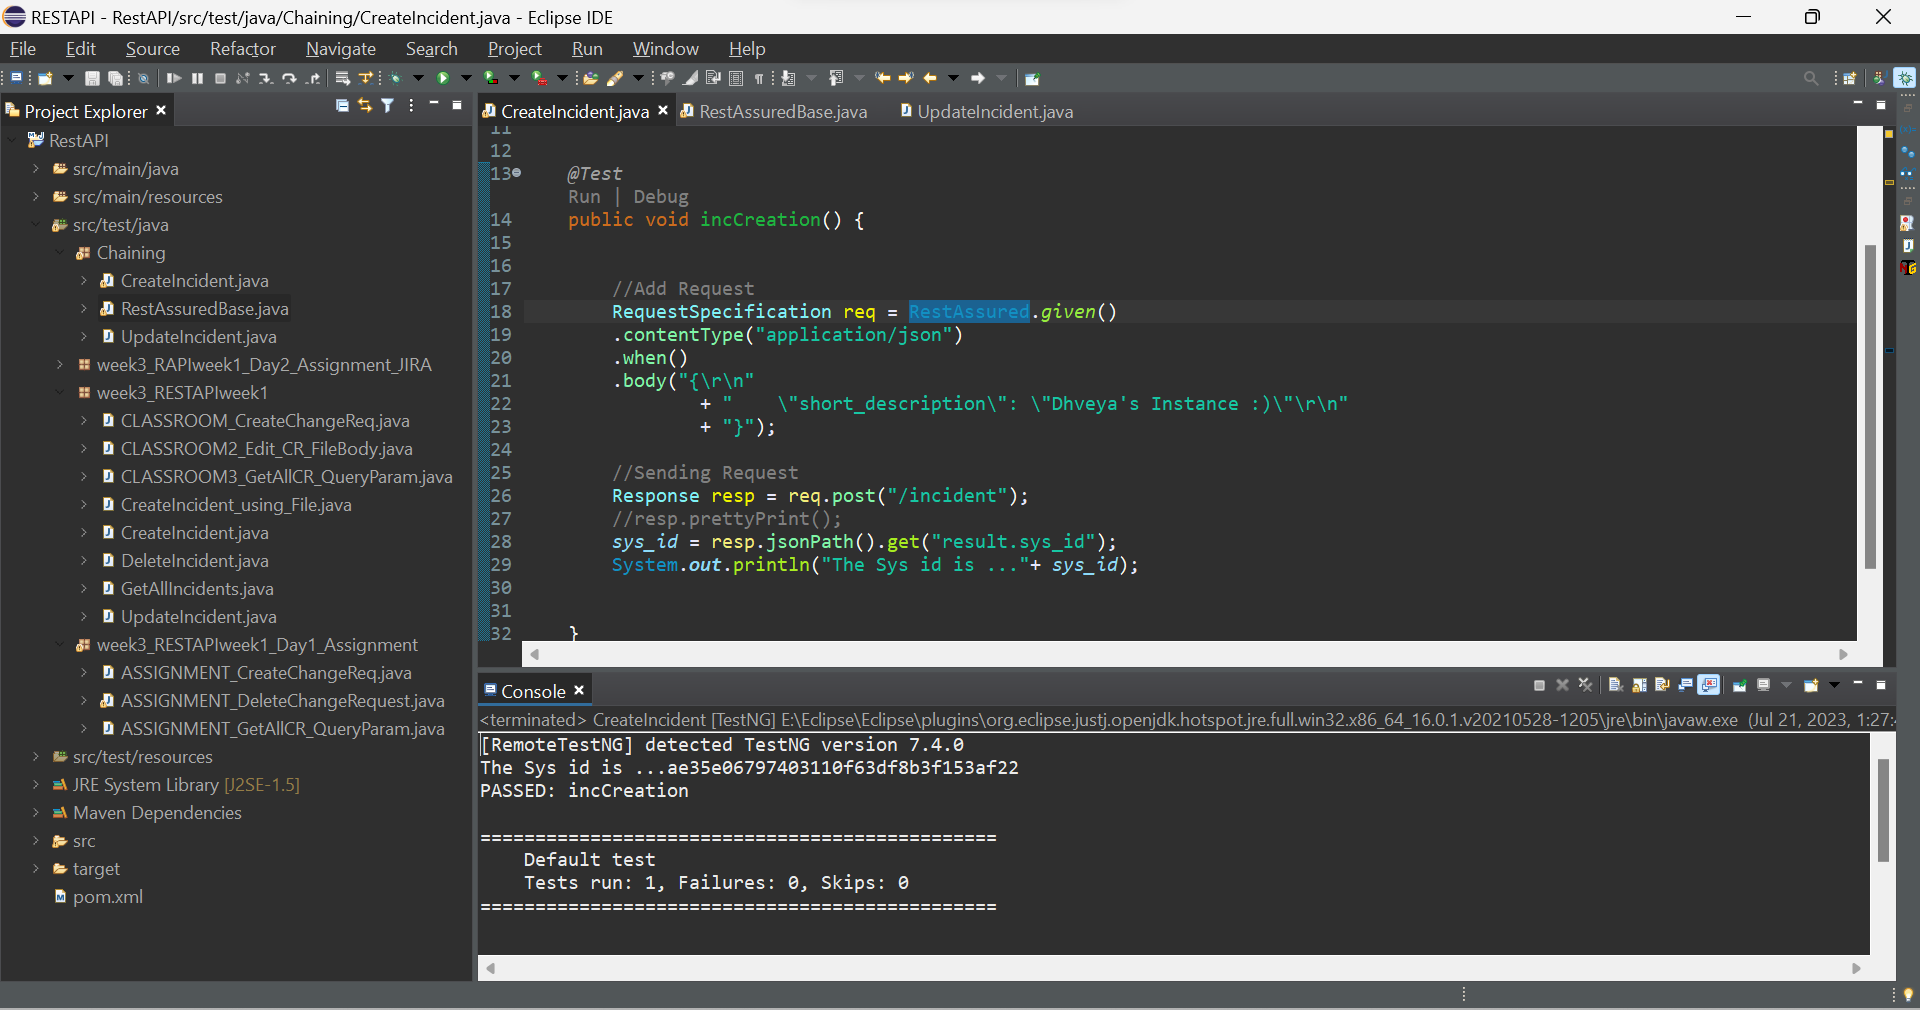 RESTAPI - RestAPI/src/test/java/Chaining/CreateIncident.java - Eclipse IDE
File Edit Source Refactor Navigate Search Project Run Window Help
Project Explorer
RestAPI
src/main/java
src/main/resources
src/test/java
Chaining
CreateIncident.java
RestAssuredBase.java
UpdateIncident.java
week3_RAPIweek1_Day2_Assignment_JIRA
week3_RESTAPIweek1
CLASSROOM_CreateChangeReq.java
CLASSROOM2_Edit_CR_FileBody.java
CLASSROOM3_GetAllCR_QueryParam.java
CreateIncident_using_File.java
CreateIncident.java
DeleteIncident.java
GetAllIncidents.java
UpdateIncident.java
week3_RESTAPIweek1_Day1_Assignment
ASSIGNMENT_CreateChangeReq.java
ASSIGNMENT_DeleteChangeRequest.java
ASSIGNMENT_GetAllCR_QueryParam.java
src/test/resources
JRE System Library [J2SE-1.5]
Maven Dependencies
src
target
pom.xml
CreateIncident.java RestAssuredBase.java UpdateIncident.java
11
12
13 @Test
Run | Debug
14 public void incCreation() {
15
16
17 //Add Request
18 RequestSpecification req = RestAssured.given()
19 .contentType("application/json")
20 .when()
21 .body("{\r\n"
22 + "    \"short_description\": \"Dhveya's Instance :)\"\r\n"
23 + "}");
24
25 //Sending Request
26 Response resp = req.post("/incident");
27 //resp.prettyPrint();
28 sys_id = resp.jsonPath().get("result.sys_id");
29 System.out.println("The Sys id is ..."+ sys_id);
30
31
32 }
Console
<terminated> CreateIncident [TestNG] E:\Eclipse\Eclipse\plugins\org.eclipse.justj.openjdk.hotspot.jre.full.win32.x86_64_16.0.1.v20210528-1205\jre\bin\javaw.exe (Jul 21, 2023, 1:27:
[RemoteTestNG] detected TestNG version 7.4.0
The Sys id is ...ae35e06797403110f63df8b3f153af22
PASSED: incCreation
===============================================
Default test
Tests run: 1, Failures: 0, Skips: 0
===============================================